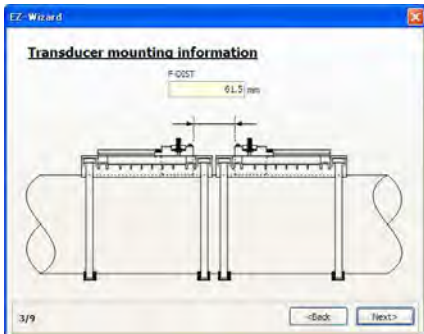 EZ-Wizard
Transducer mounting information
F-DIST
61.5 mm
3/9
<Back
Next>